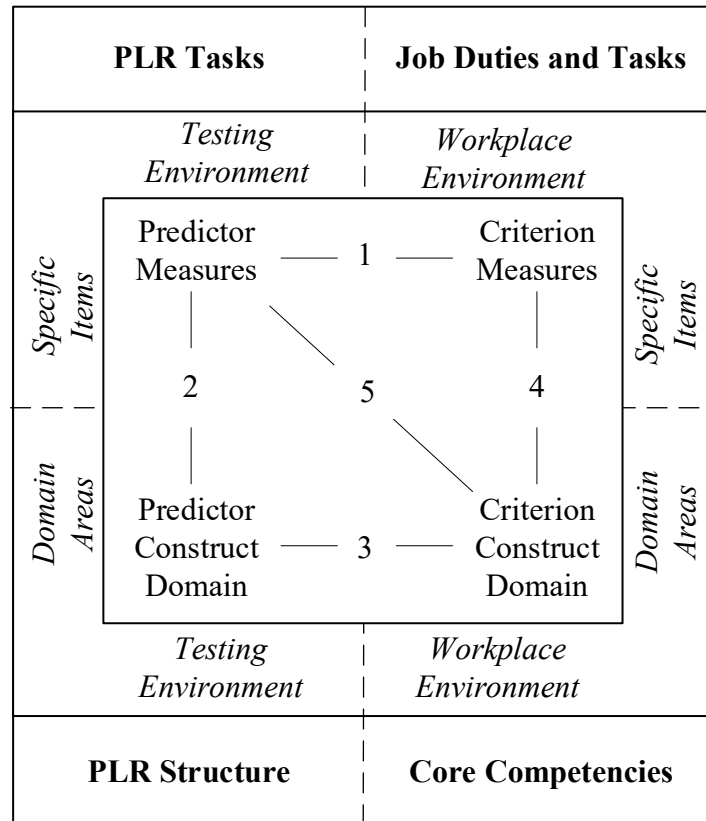 PLR Tasks
Job Duties and Tasks
Testing
Environment
Workplace
Environment
Specific
Items
Predictor
Measures
1
Criterion
Measures
Specific
Items
2
5
4
Domain
Areas
Predictor
Construct
Domain
3
Criterion
Construct
Domain
Domain
Areas
Testing
Environment
Workplace
Environment
PLR Structure
Core Competencies